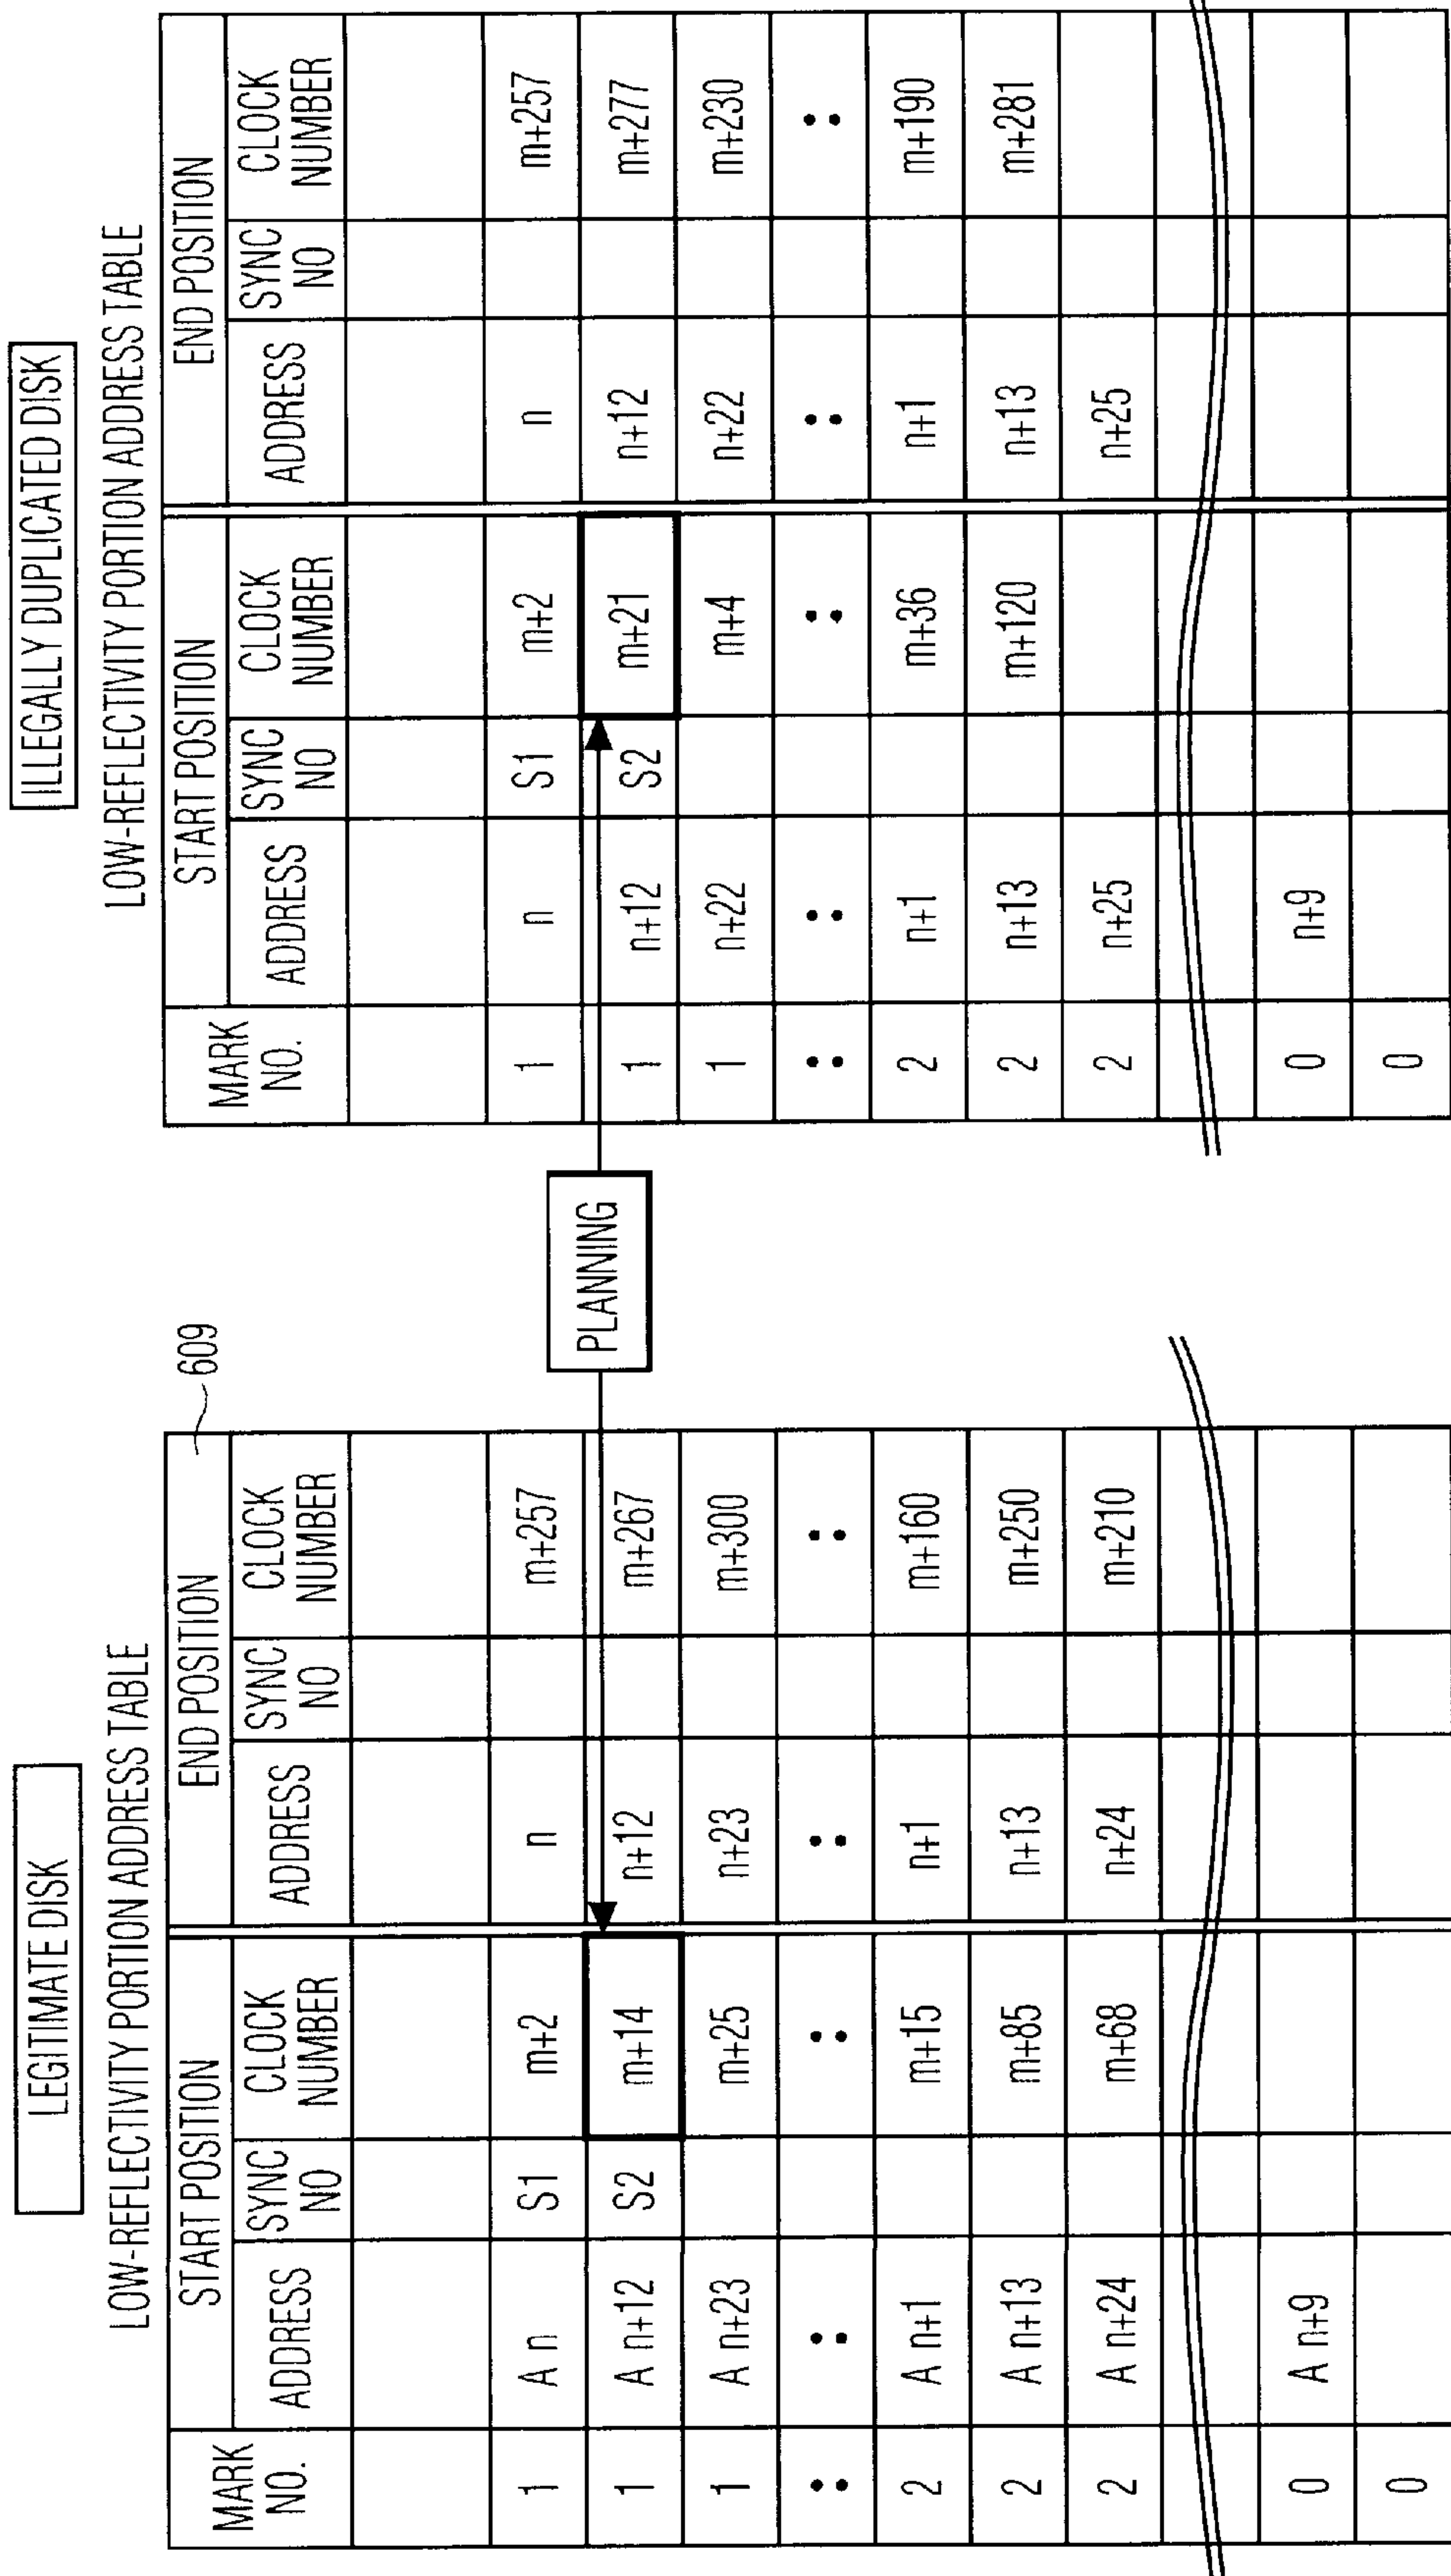 LEGITIMATE DISK
LOW-REFLECTIVITY PORTION ADDRESS TABLE
609
MARK NO. START POSITION END POSITION
ADDRESS SYNC NO CLOCK NUMBER ADDRESS SYNC NO CLOCK NUMBER
1 A n S1 m+2 n m+257
1 A n+12 S2 m+14 n+12 m+267
1 A n+23 m+25 n+23 m+300
: : : : :
2 A n+1 m+15 n+1 m+160
2 A n+13 m+85 n+13 m+250
2 A n+24 m+68 n+24 m+210
0 A n+9
0
PLANNING
ILLEGALLY DUPLICATED DISK
LOW-REFLECTIVITY PORTION ADDRESS TABLE
MARK NO. START POSITION END POSITION
ADDRESS SYNC NO CLOCK NUMBER ADDRESS SYNC NO CLOCK NUMBER
1 n S1 m+2 n m+257
1 n+12 S2 m+21 n+12 m+277
1 n+22 m+4 n+22 m+230
: : : : :
2 n+1 m+36 n+1 m+190
2 n+13 m+120 n+13 m+281
2 n+25 n+25
0 n+9
0